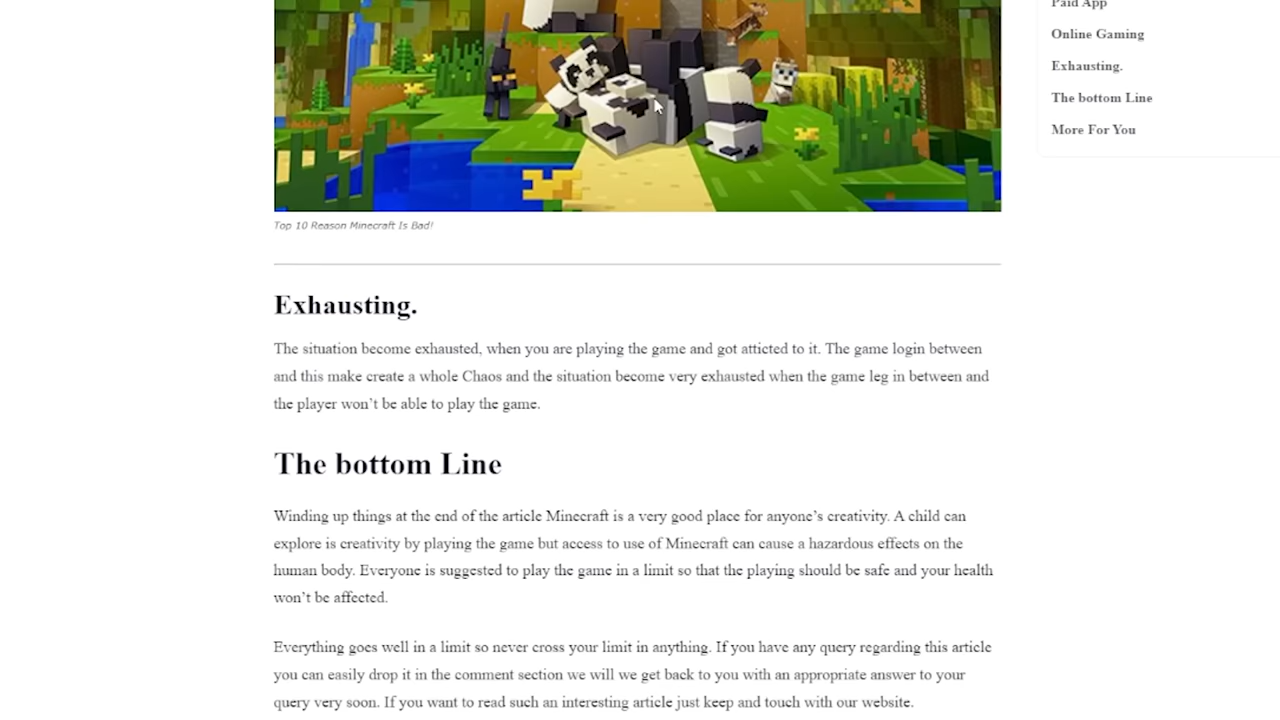 Paid App
Online Gaming
Exhausting.
The bottom Line
More For You
Top 10 Reason Minecraft Is Bad!
Exhausting.
The situation become exhausted, when you are playing the game and got atticted to it. The game login between
and this make create a whole Chaos and the situation become very exhausted when the game leg in between and
the player won't be able to play the game.
The bottom Line
Winding up things at the end of the article Minecraft is a very good place for anyone's creativity. A child can
explore is creativity by playing the game but access to use of Minecraft can cause a hazardous effects on the
human body. Everyone is suggested to play the game in a limit so that the playing should be safe and your health
won't be affected.
Everything goes well in a limit so never cross your limit in anything. If you have any query regarding this article
you can easily drop it in the comment section we will we get back to you with an appropriate answer to your
query very soon. If you want to read such an interesting article just keep and touch with our website.